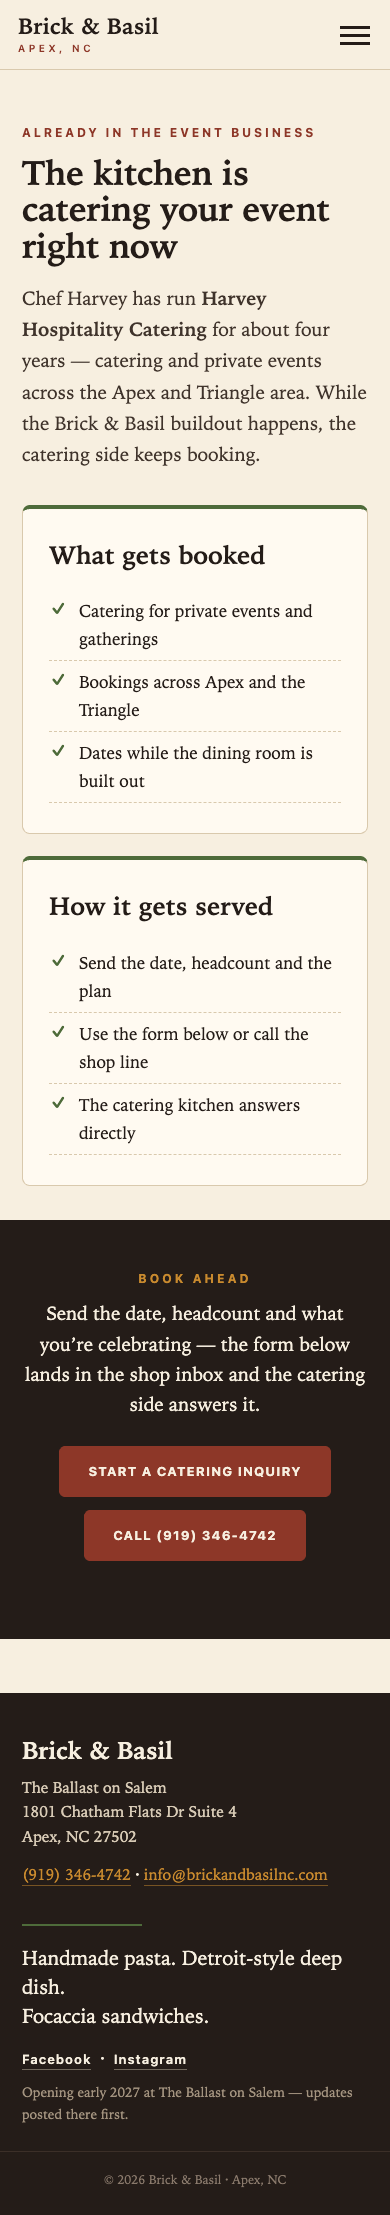 Brick & Basil
APEX, NC
ALREADY IN THE EVENT BUSINESS
The kitchen is
catering your event
right now
Chef Harvey has run Harvey
Hospitality Catering for about four
years — catering and private events
across the Apex and Triangle area. While
the Brick & Basil buildout happens, the
catering side keeps booking.
What gets booked
Catering for private events and
gatherings
Bookings across Apex and the
Triangle
Dates while the dining room is
built out
How it gets served
Send the date, headcount and the
plan
Use the form below or call the
shop line
The catering kitchen answers
directly
BOOK AHEAD
Send the date, headcount and what
you’re celebrating — the form below
lands in the shop inbox and the catering
side answers it.
START A CATERING INQUIRY
CALL (919) 346-4742
Brick & Basil
The Ballast on Salem
1801 Chatham Flats Dr Suite 4
Apex, NC 27502
(919) 346-4742 · info@brickandbasilnc.com
Handmade pasta. Detroit-style deep
dish.
Focaccia sandwiches.
Facebook · Instagram
Opening early 2027 at The Ballast on Salem — updates
posted there first.
© 2026 Brick & Basil · Apex, NC